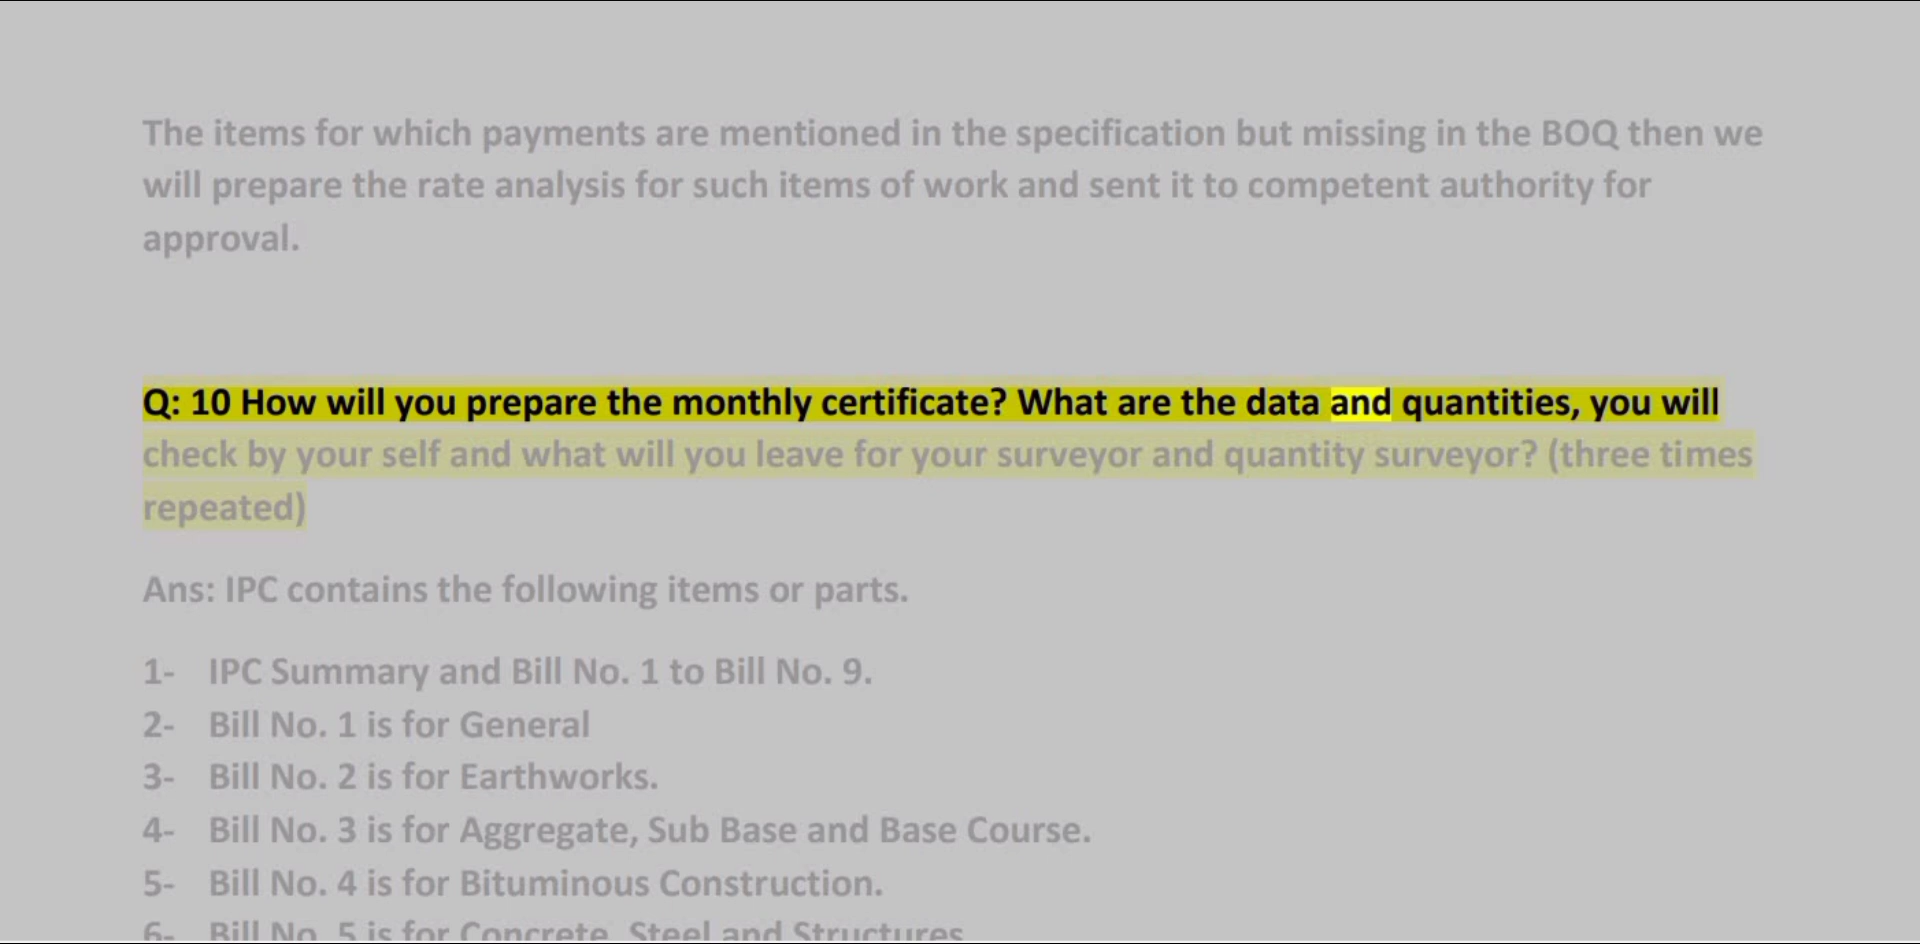 The items for which payments are mentioned in the specification but missing in the BOQ then we
will prepare the rate analysis for such items of work and sent it to competent authority for
approval.
Q: 10 How will you prepare the monthly certificate? What are the data and quantities, you will
check by your self and what will you leave for your surveyor and quantity surveyor? (three times
repeated)
Ans: IPC contains the following items or parts.
1- IPC Summary and Bill No. 1 to Bill No. 9.
2- Bill No. 1 is for General
3- Bill No. 2 is for Earthworks.
4- Bill No. 3 is for Aggregate, Sub Base and Base Course.
5- Bill No. 4 is for Bituminous Construction.
6- Bill No. 5 is for Concrete, Steel and Structures